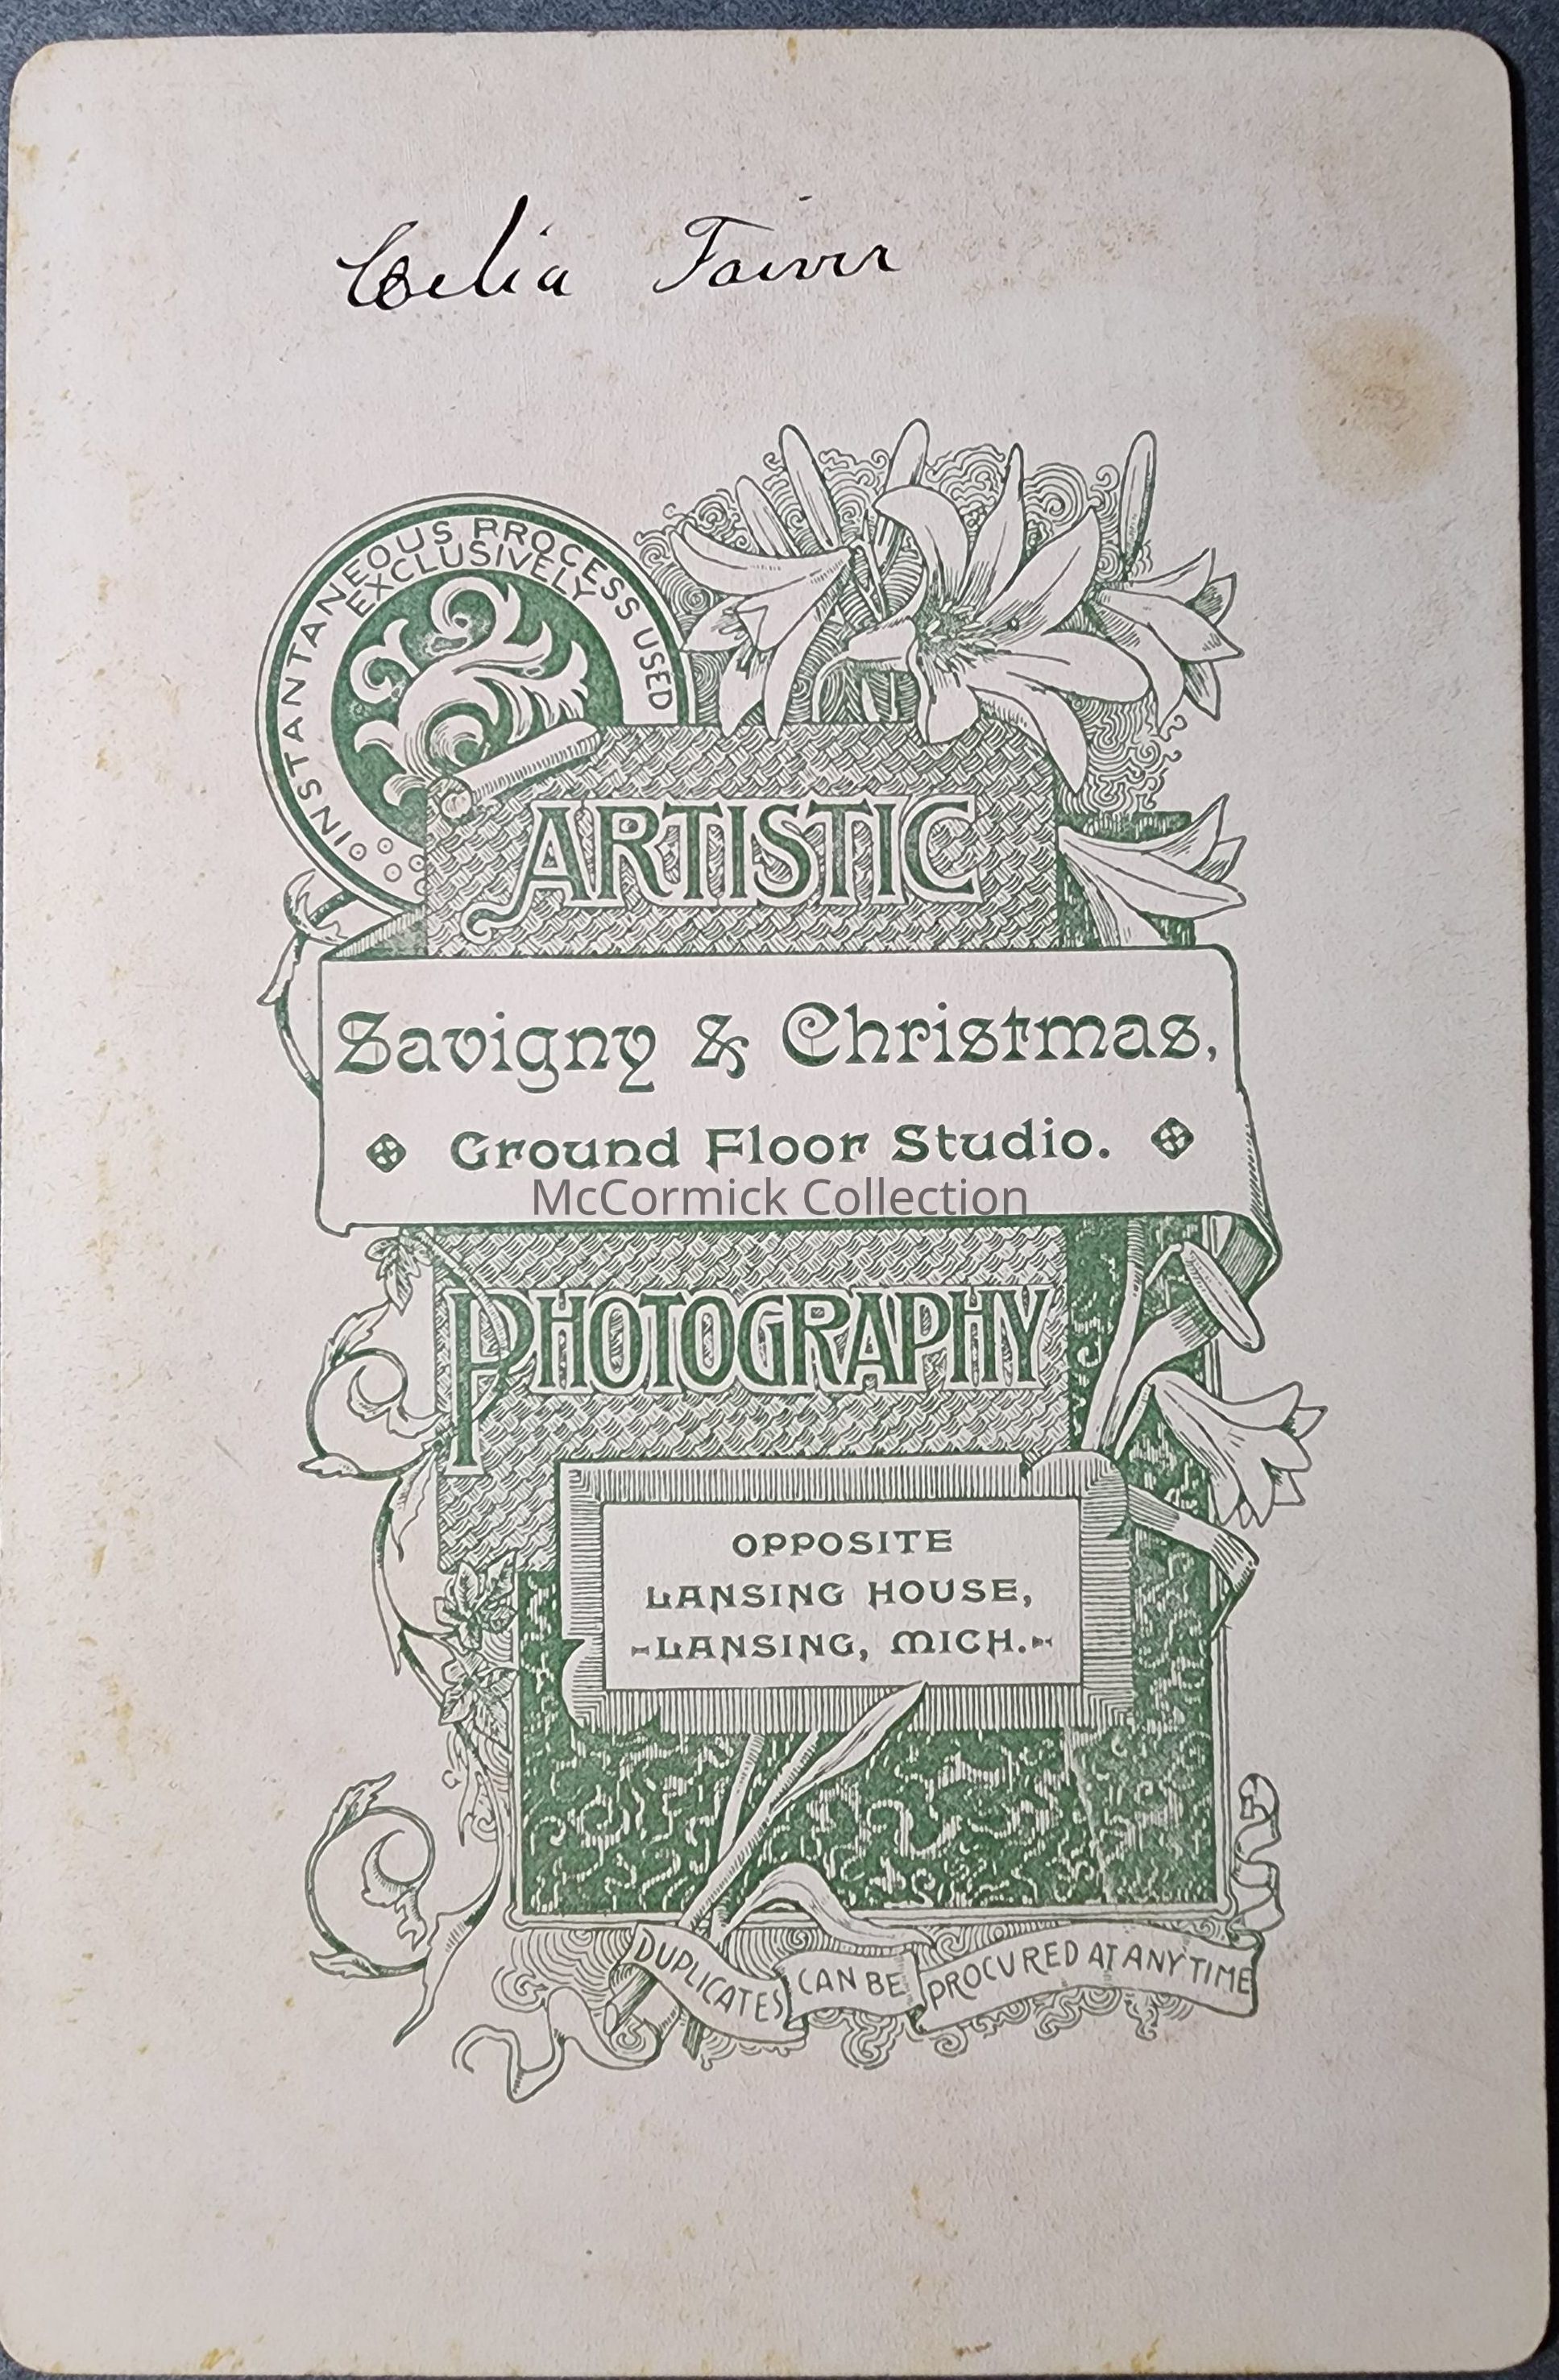 Celia
INSTANTANEOUS PROCESS USED
EXCLUSIVELY
ARTISTIC
Savigny & Christmas,
Ground Floor Studio.
McCormick Collection
PHOTOGRAPHY
OPPOSITE
LANSING HOUSE,
LANSING, MICH.
DUPLICATES CAN BE PROCURED AT ANY TIME